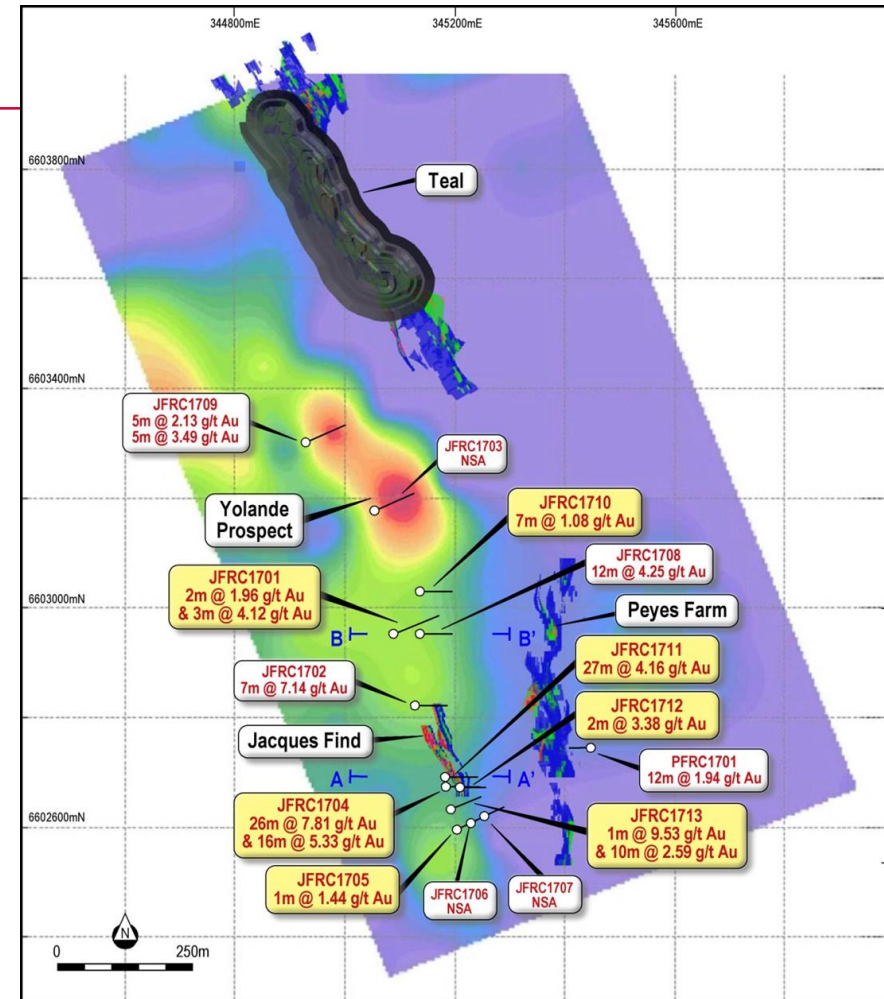 344800mE
345200mE
345600mE
6603800mN
Teal
6603400mN
JFRC1709
5m @ 2.13 g/t Au
5m @ 3.49 g/t Au
JFRC1703
NSA
Yolande
Prospect
JFRC1710
7m @ 1.08 g/t Au
JFRC1708
12m @ 4.25 g/t Au
JFRC1701
2m @ 1.96 g/t Au
& 3m @ 4.12 g/t Au
6603000mN
Peyes Farm
B
B'
JFRC1711
27m @ 4.16 g/t Au
JFRC1702
7m @ 7.14 g/t Au
JFRC1712
2m @ 3.38 g/t Au
Jacques Find
A
A'
PFRC1701
12m @ 1.94 g/t Au
JFRC1704
26m @ 7.81 g/t Au
& 16m @ 5.33 g/t Au
6602600mN
JFRC1713
1m @ 9.53 g/t Au
& 10m @ 2.59 g/t Au
JFRC1705
1m @ 1.44 g/t Au
JFRC1706
NSA
JFRC1707
NSA
N
0
250m